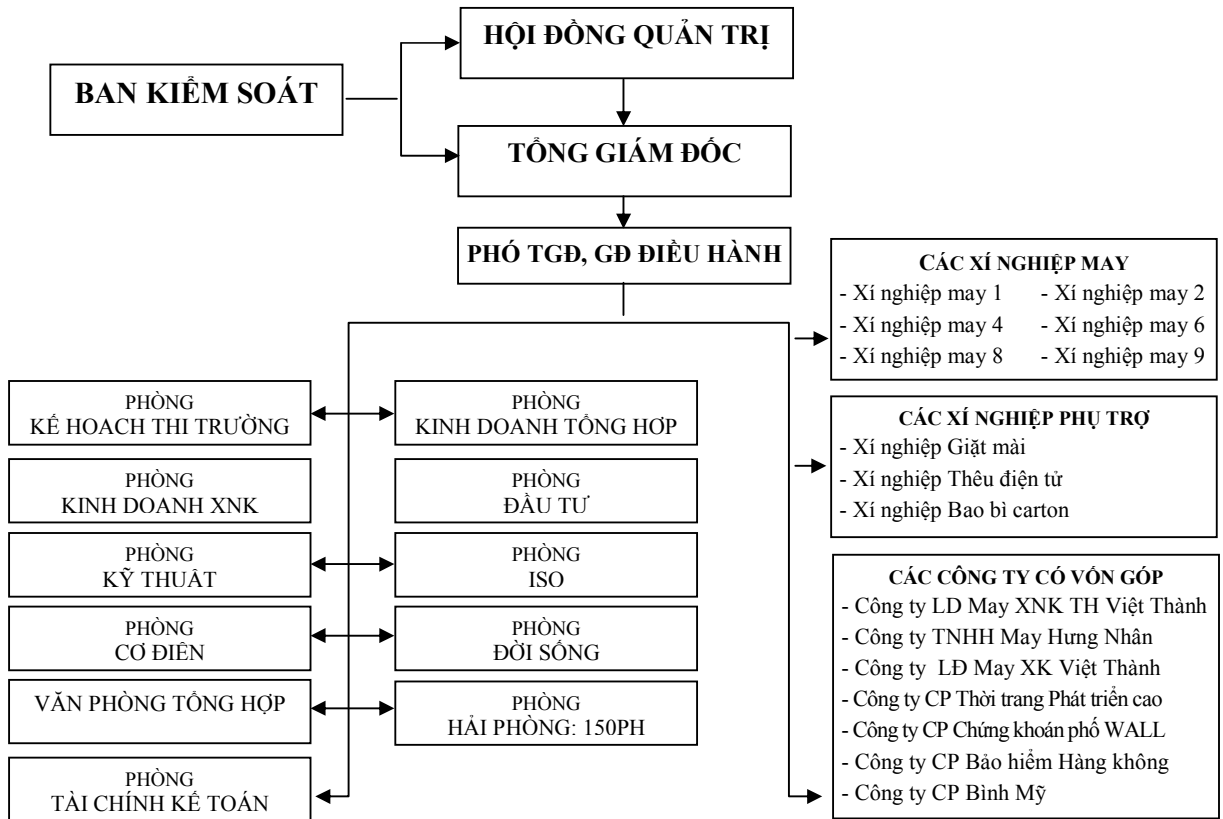 HỘI ĐỒNG QUẢN TRỊ
BAN KIỂM SOÁT
TỔNG GIÁM ĐỐC
PHÓ TGĐ, GĐ ĐIỀU HÀNH
PHÒNG
KẾ HOACH THI TRƯỜNG
PHÒNG
KINH DOANH TỔNG HƠP
PHÒNG
KINH DOANH XNK
PHÒNG
ĐẦU TƯ
PHÒNG
KỸ THUÂT
PHÒNG
ISO
PHÒNG
CƠ ĐIÊN
PHÒNG
ĐỜI SỐNG
VĂN PHÒNG TỔNG HỢP
PHÒNG
HẢI PHÒNG: 150PH
PHÒNG
TÀI CHÍNH KẾ TOÁN
CÁC XÍ NGHIỆP MAY
- Xí nghiệp may 1 - Xí nghiệp may 2
- Xí nghiệp may 4 - Xí nghiệp may 6
- Xí nghiệp may 8 - Xí nghiệp may 9
CÁC XÍ NGHIỆP PHỤ TRỢ
- Xí nghiệp Giặt mài
- Xí nghiệp Thêu điện tử
- Xí nghiệp Bao bì carton
CÁC CÔNG TY CÓ VỐN GÓP
- Công ty LD May XNK TH Việt Thành
- Công ty TNHH May Hưng Nhân
- Công ty LĐ May XK Việt Thành
- Công ty CP Thời trang Phát triển cao
- Công ty CP Chứng khoán phố WALL
- Công ty CP Bảo hiểm Hàng không
- Công ty CP Bình Mỹ